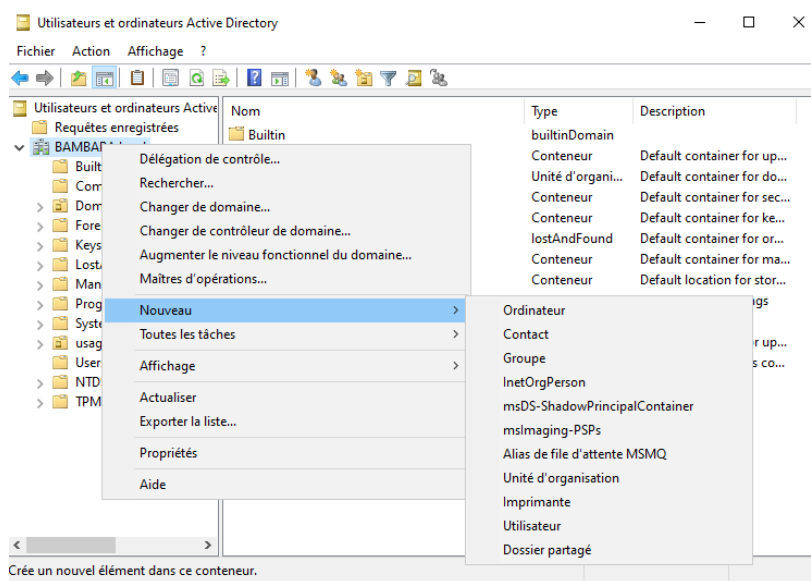 Utilisateurs et ordinateurs Active Directory
Fichier Action Affichage ?
Utilisateurs et ordinateurs Active
Requêtes enregistrées
Nom Type Description
Builtin builtinDomain
Conteneur Default container for up...
Unité d'organi... Default container for do...
Conteneur Default container for sec...
Conteneur Default container for ke...
lostAndFound Default container for or...
Conteneur Default container for ma...
Conteneur Default location for stor...
r up...
s co...
Built
Com
Dom
Fore
Keys
Lost
Man
Prog
Syste
usag
User
NTD
TPM
Délégation de contrôle...
Rechercher...
Changer de domaine...
Changer de contrôleur de domaine...
Augmenter le niveau fonctionnel du domaine...
Maîtres d'opérations...
Nouveau
Toutes les tâches
Affichage
Actualiser
Exporter la liste...
Propriétés
Aide
Ordinateur
Contact
Groupe
InetOrgPerson
msDS-ShadowPrincipalContainer
msImaging-PSPs
Alias de file d'attente MSMQ
Unité d'organisation
Imprimante
Utilisateur
Dossier partagé
Crée un nouvel élément dans ce conteneur.